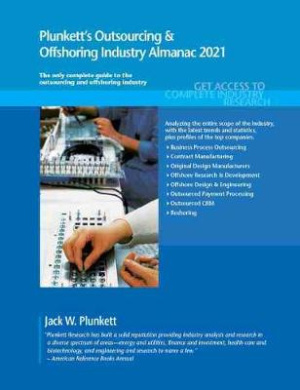 Plunkett's Outsourcing &
Offshoring Industry Almanac 2021
The only complete guide to the
outsourcing and offshoring industry
GET ACCESS TO
COMPLETE INDUSTRY
RESEARCH
Analyzing the entire scope of the industry,
with the latest trends and statistics,
plus profiles of the top companies.
Business Process Outsourcing
Contract Manufacturing
Original Design Manufacturers
Offshore Research & Development
Offshore Design & Engineering
Outsourced Payment Processing
Outsourced CRM
Reshoring
Jack W. Plunkett
"Plunkett Research has built a solid reputation providing industry analysis and research in
a diverse spectrum of areas—energy and utilities, finance and investment, health care and
biotechnology, and engineering and research to name a few."
– American Reference Books Annual